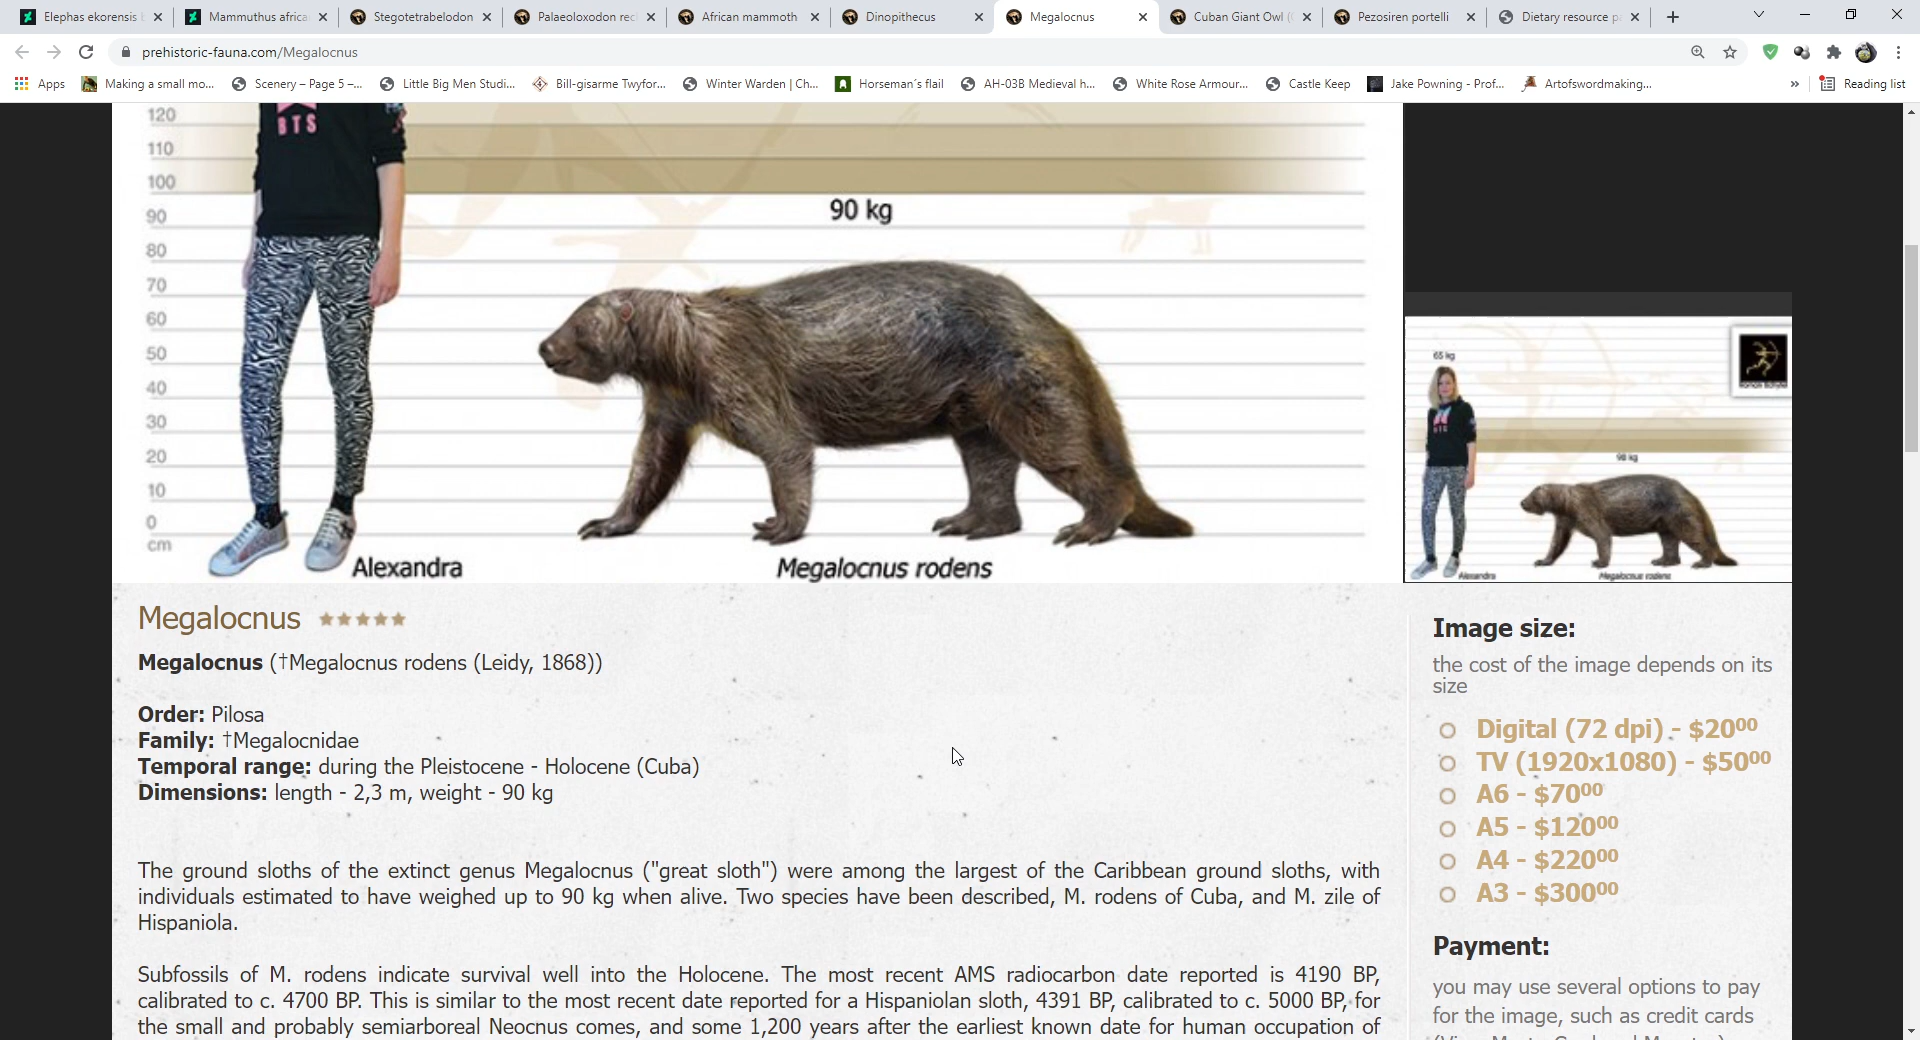 Elephas ekorensis
Mammuthus africa
Stegotetrabelodon
Palaeoloxodon rec
African mammoth
Dinopithecus
Megalocnus
Cuban Giant Owl (
Pezosiren portelli
Dietary resource p
prehistoric-fauna.com/Megalocnus
Apps
Making a small mo...
Scenery – Page 5 –...
Little Big Men Studi...
Bill-gisarme Twyfor...
Winter Warden | Ch...
Horseman´s flail
AH-03B Medieval h...
White Rose Armour...
Castle Keep
Jake Powning - Prof...
Artofswordmaking...
»
Reading list
BTS
120
110
100
90
80
70
60
50
40
30
20
10
0
cm
90 kg
Alexandra
Megalocnus rodens
65 kg
BTS
90 kg
Alexandra
Megalocnus rodens
Megalocnus
Megalocnus (†Megalocnus rodens (Leidy, 1868))
Order: Pilosa
Family: †Megalocnidae
Temporal range: during the Pleistocene - Holocene (Cuba)
Dimensions: length - 2,3 m, weight - 90 kg
The ground sloths of the extinct genus Megalocnus ("great sloth") were among the largest of the Caribbean ground sloths, with
individuals estimated to have weighed up to 90 kg when alive. Two species have been described, M. rodens of Cuba, and M. zile of
Hispaniola.
Subfossils of M. rodens indicate survival well into the Holocene. The most recent AMS radiocarbon date reported is 4190 BP,
calibrated to c. 4700 BP. This is similar to the most recent date reported for a Hispaniolan sloth, 4391 BP, calibrated to c. 5000 BP, for
the small and probably semiarboreal Neocnus comes, and some 1,200 years after the earliest known date for human occupation of
Image size:
the cost of the image depends on its
size
Digital (72 dpi) - $20⁰⁰
TV (1920x1080) - $50⁰⁰
A6 - $70⁰⁰
A5 - $120⁰⁰
A4 - $220⁰⁰
A3 - $300⁰⁰
Payment:
you may use several options to pay
for the image, such as credit cards